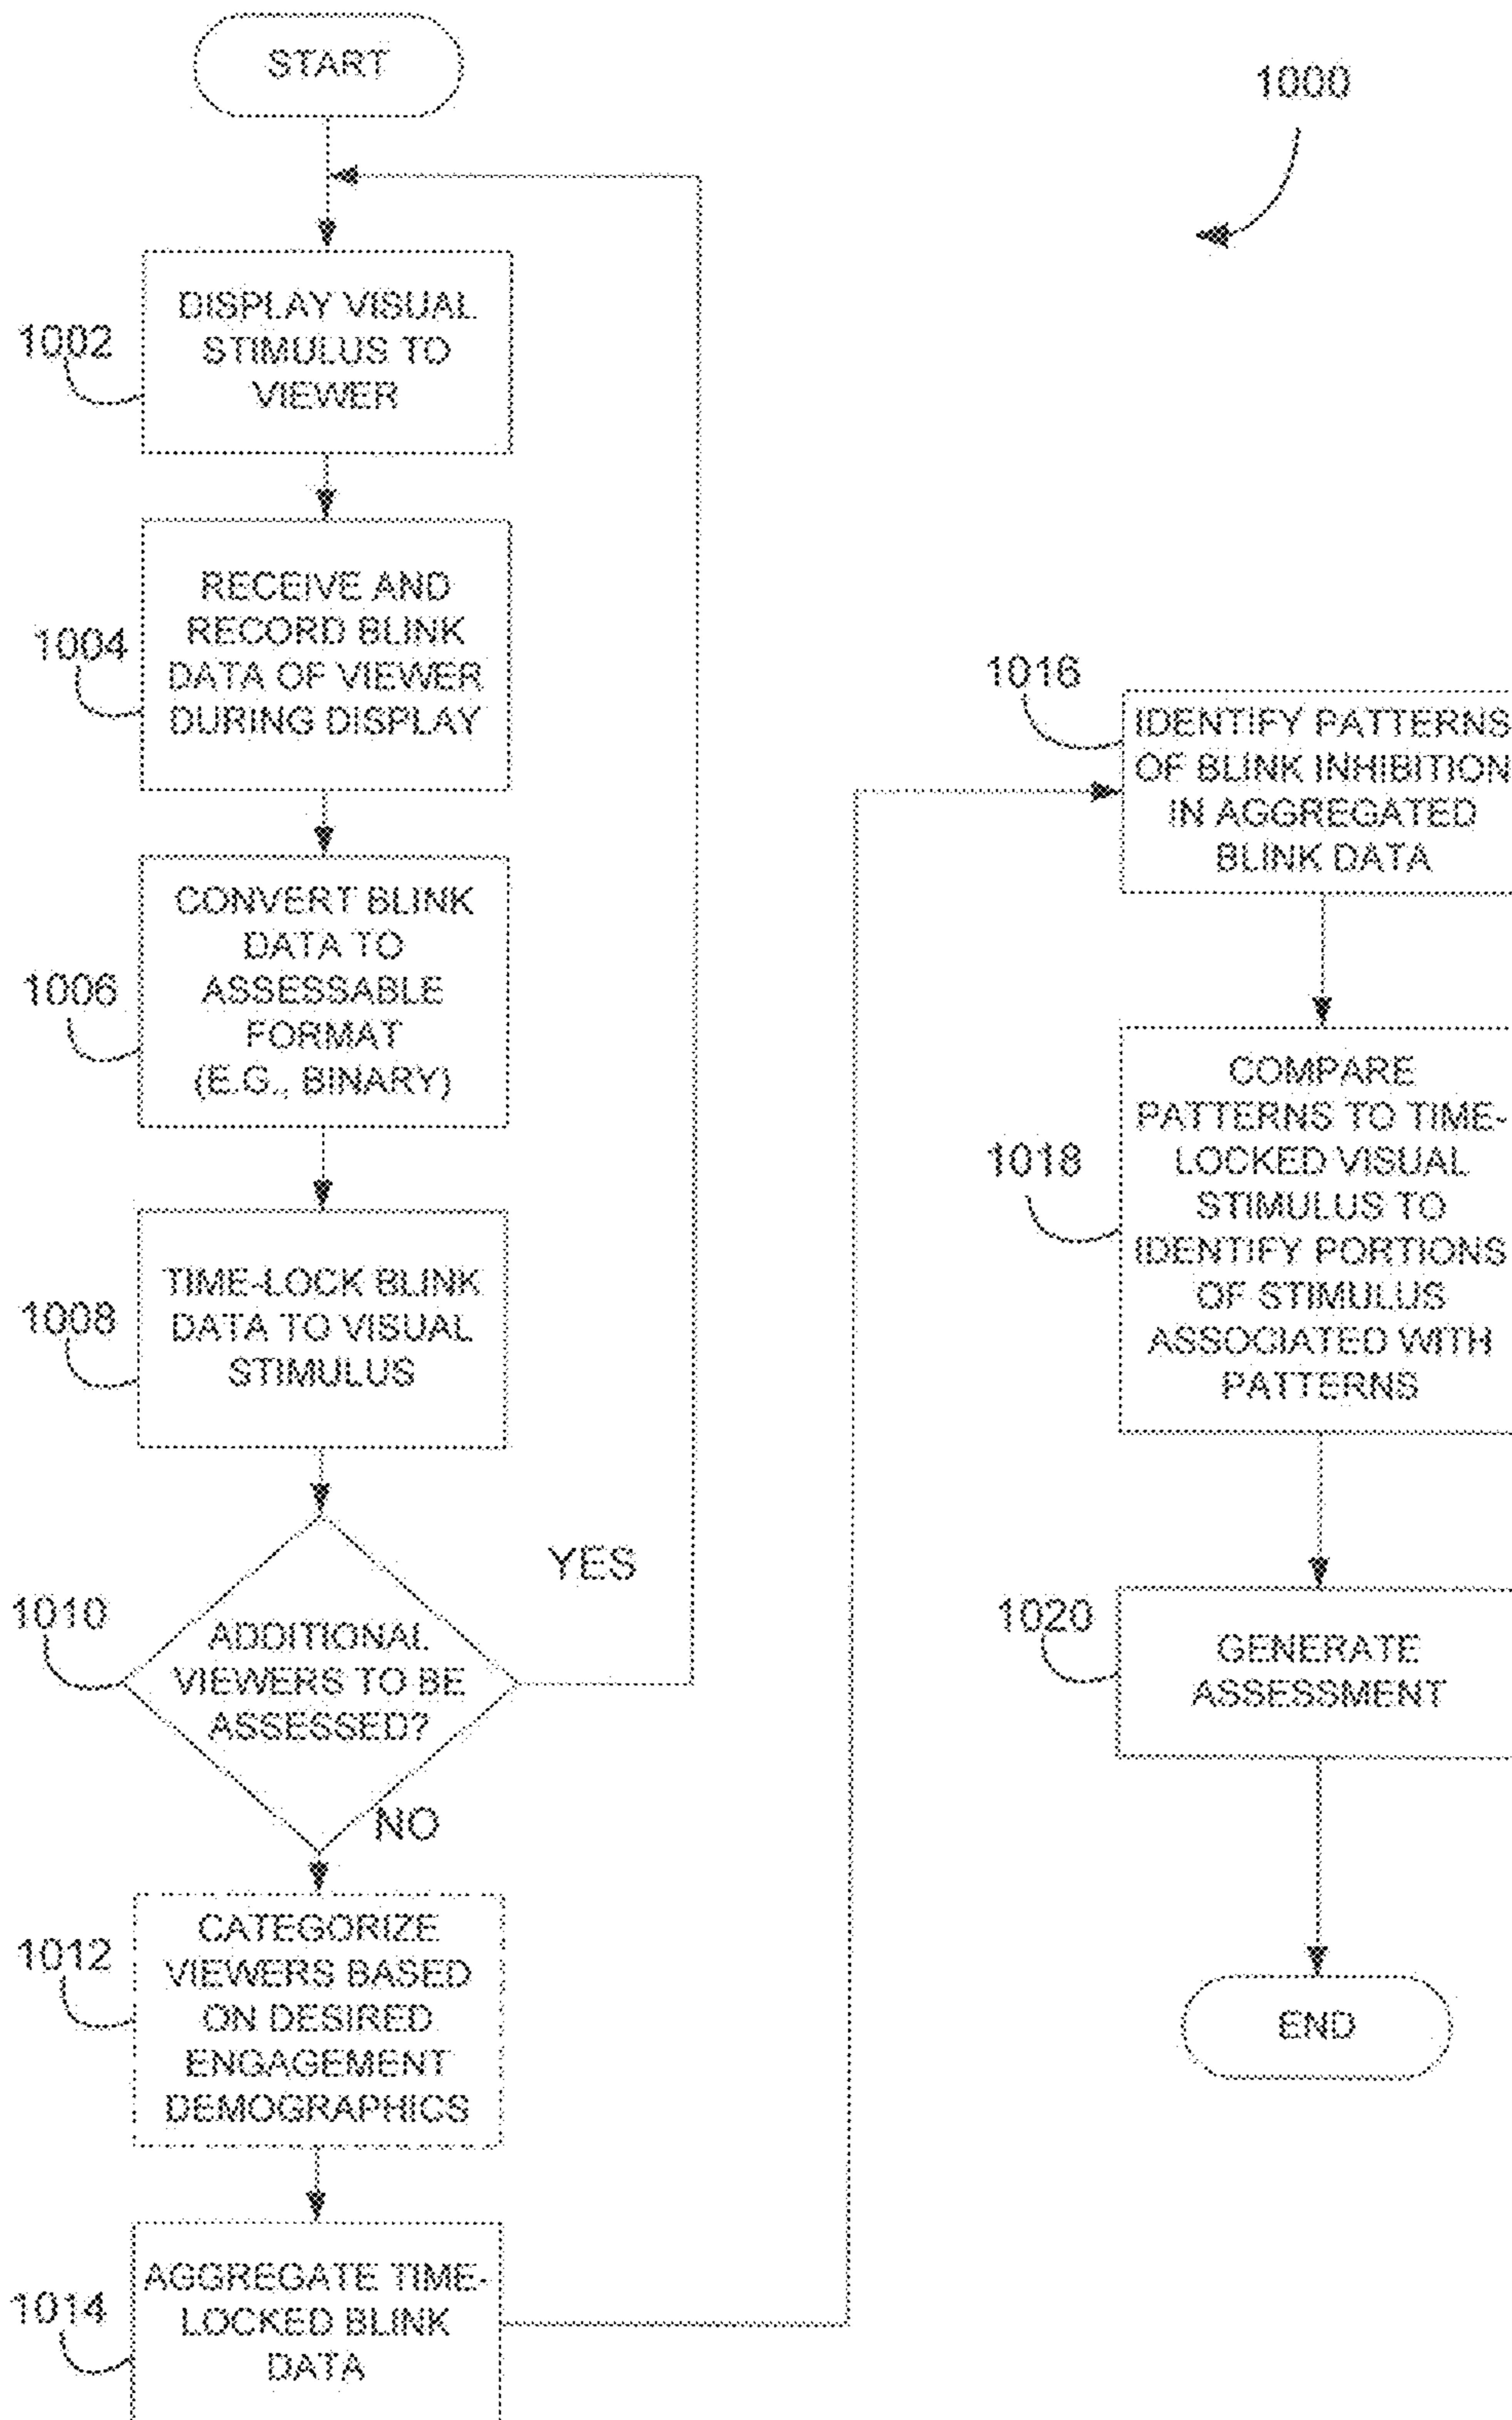 START
1000
1002
DISPLAY VISUAL
STIMULUS TO
VIEWER
1004
RECEIVE AND
RECORD BLINK
DATA OF VIEWER
DURING DISPLAY
1006
CONVERT BLINK
DATA TO
ASSESSABLE
FORMAT
(E.G., BINARY)
1008
TIME-LOCK BLINK
DATA TO VISUAL
STIMULUS
1010
ADDITIONAL
VIEWERS TO BE
ASSESSED?
YES
NO
1012
CATEGORIZE
VIEWERS BASED
ON DESIRED
ENGAGEMENT
DEMOGRAPHICS
1014
AGGREGATE TIME-
LOCKED BLINK
DATA
1016
IDENTIFY PATTERNS
OF BLINK INHIBITION
IN AGGREGATED
BLINK DATA
1018
COMPARE
PATTERNS TO TIME-
LOCKED VISUAL
STIMULUS TO
IDENTIFY PORTIONS
OF STIMULUS
ASSOCIATED WITH
PATTERNS
1020
GENERATE
ASSESSMENT
END